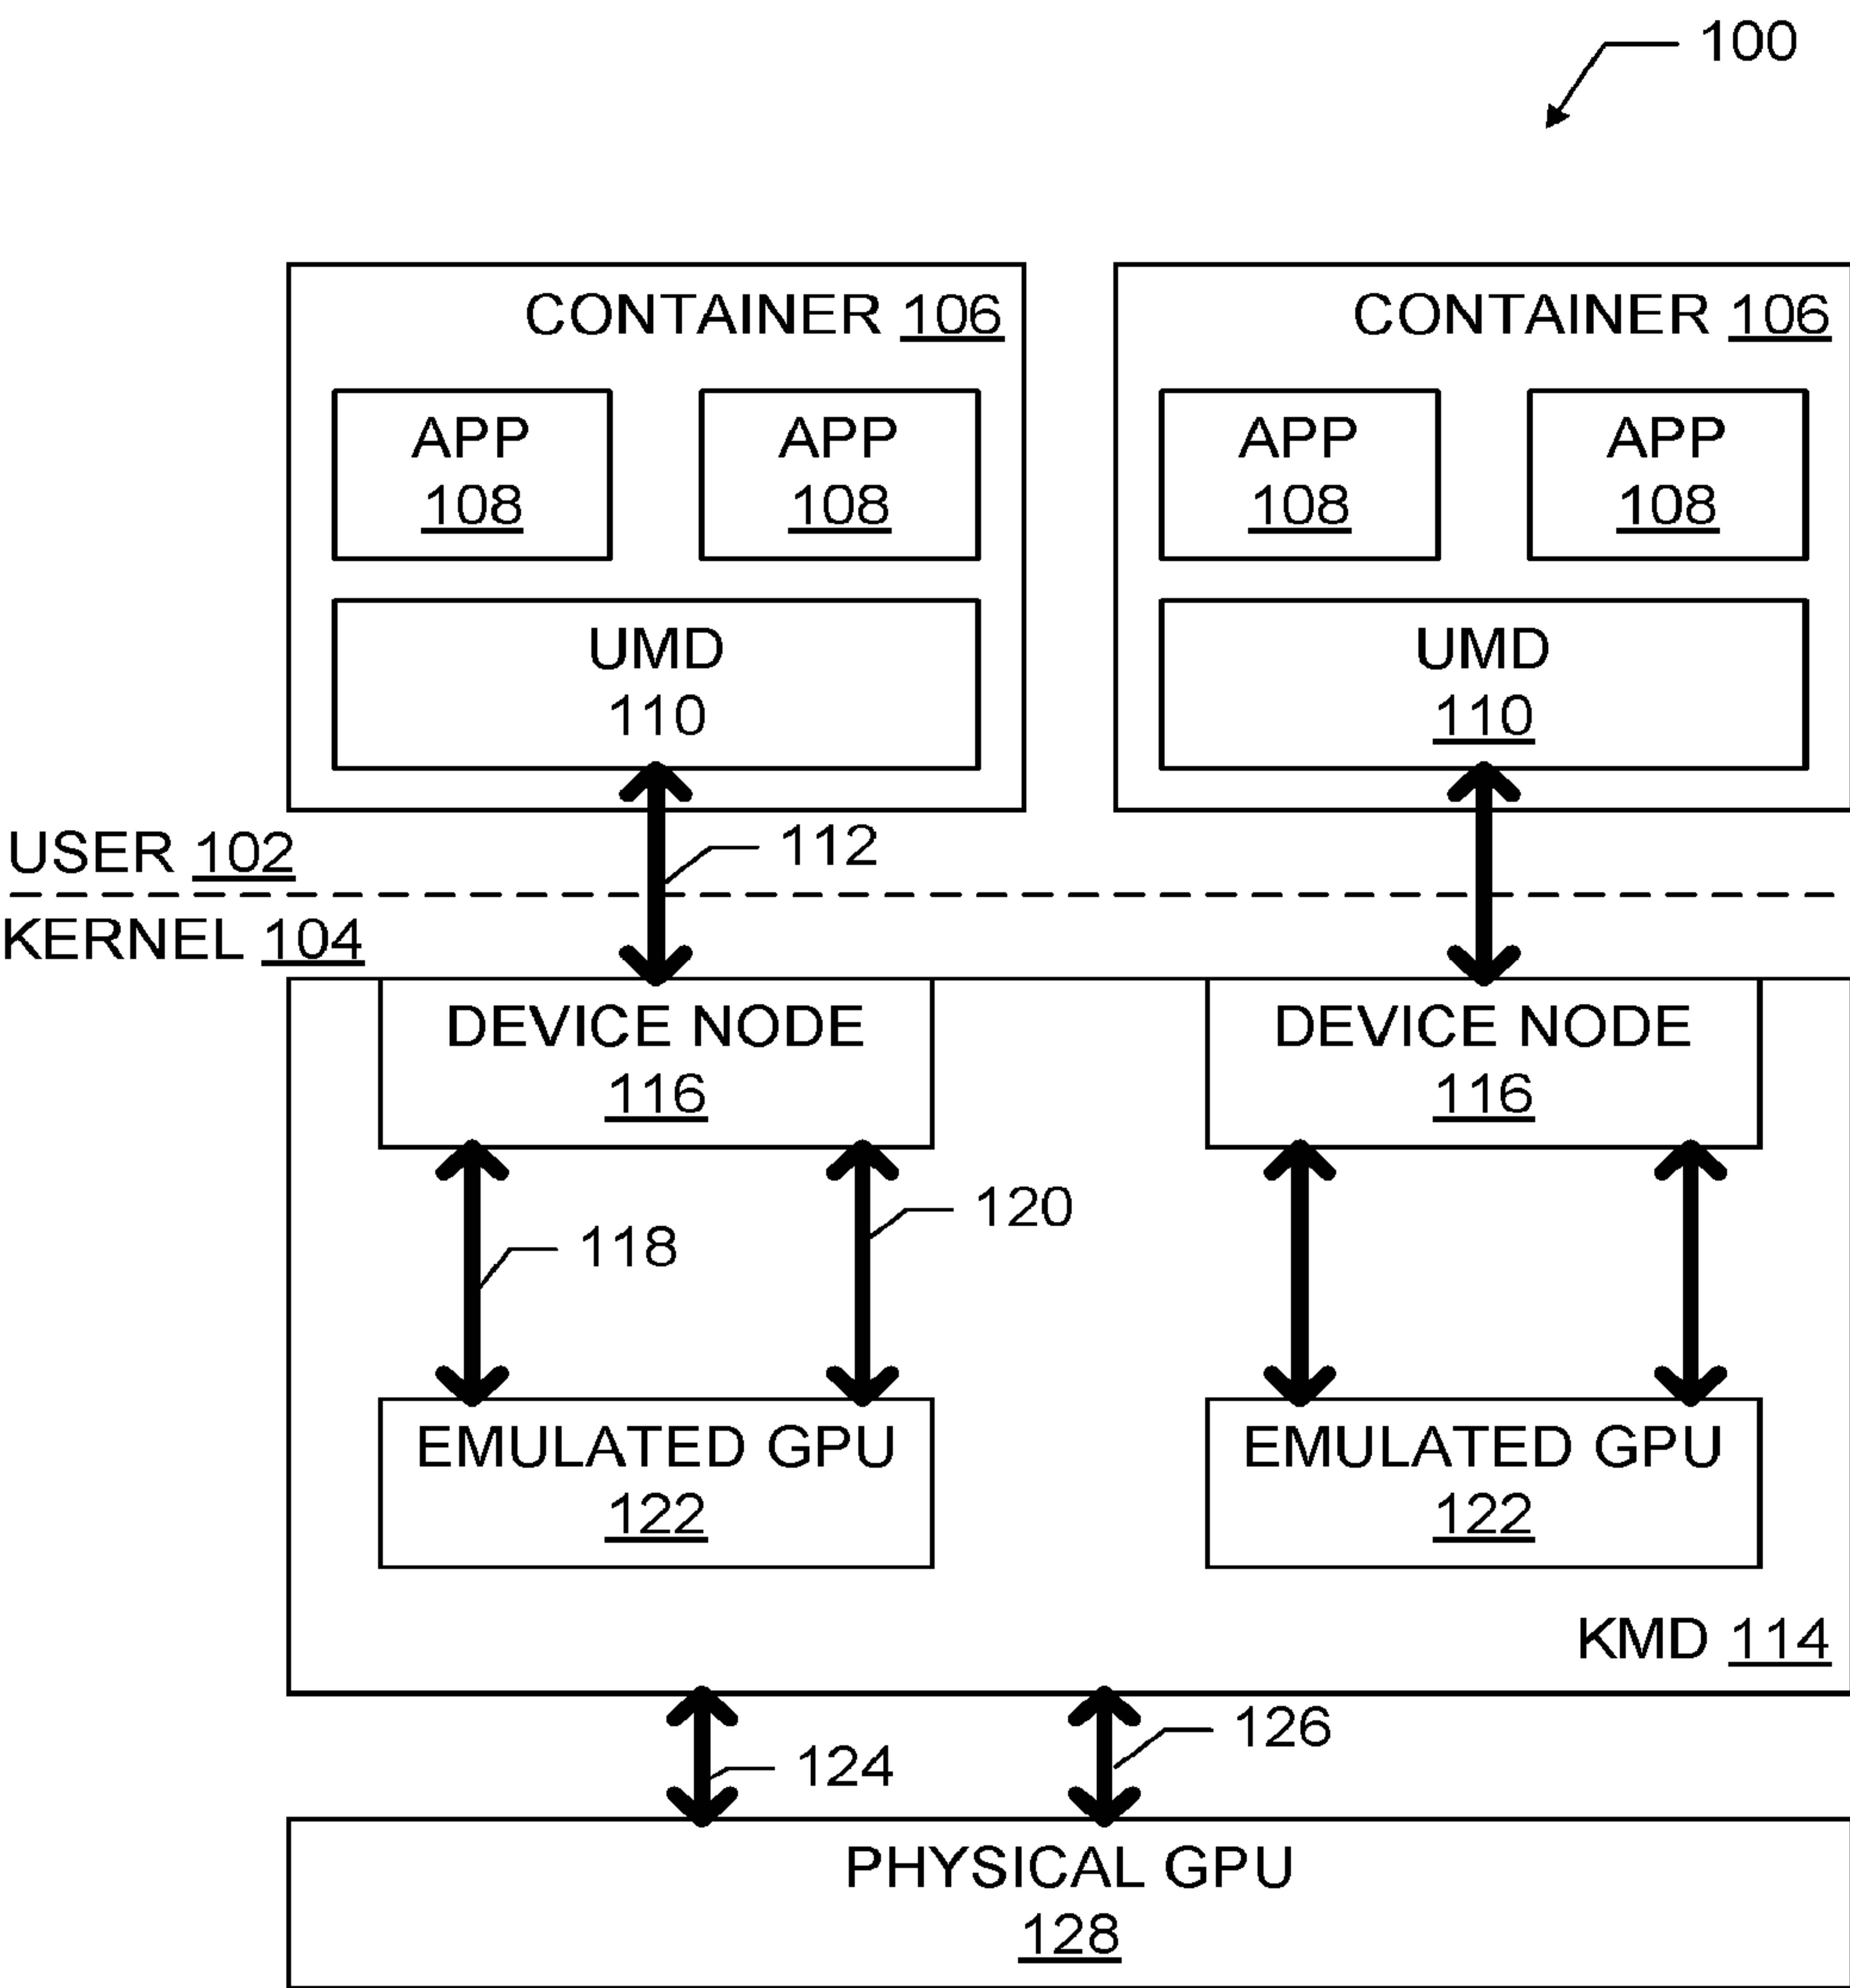 100
CONTAINER 106
CONTAINER 106
APP
108
APP
108
APP
108
APP
108
UMD
110
UMD
110
USER 102
112
KERNEL 104
DEVICE NODE
116
DEVICE NODE
116
118
120
EMULATED GPU
122
EMULATED GPU
122
KMD 114
124
126
PHYSICAL GPU
128